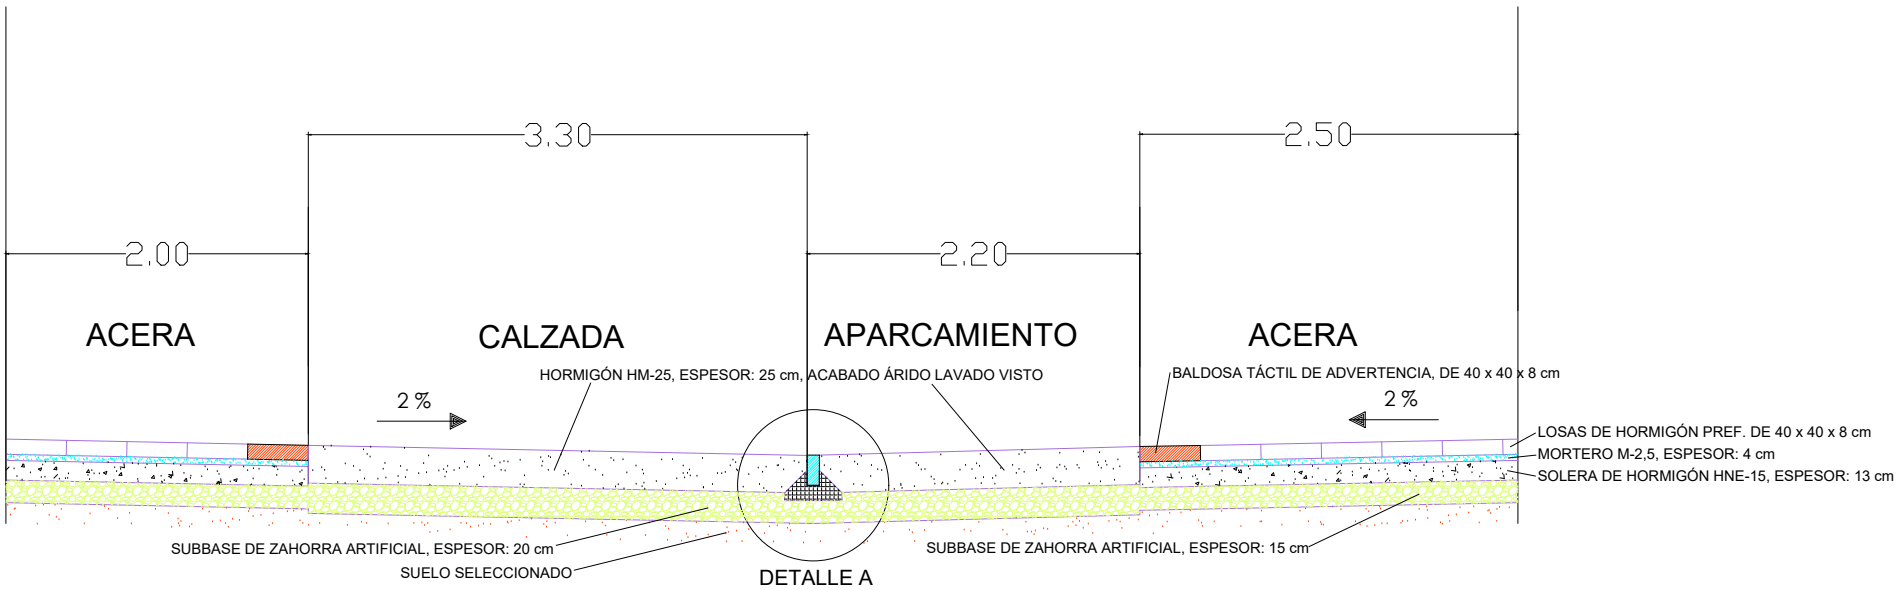 3.30
2.50
2.00
2.20
ACERA
CALZADA
APARCAMIENTO
ACERA
HORMIGÓN HM-25, ESPESOR: 25 cm, ACABADO ÁRIDO LAVADO VISTO
BALDOSA TÁCTIL DE ADVERTENCIA, DE 40 x 40 x 8 cm
2 %
2 %
LOSAS DE HORMIGÓN PREF. DE 40 x 40 x 8 cm
MORTERO M-2,5, ESPESOR: 4 cm
SOLERA DE HORMIGÓN HNE-15, ESPESOR: 13 cm
SUBBASE DE ZAHORRA ARTIFICIAL, ESPESOR: 20 cm
SUBBASE DE ZAHORRA ARTIFICIAL, ESPESOR: 15 cm
SUELO SELECCIONADO
DETALLE A